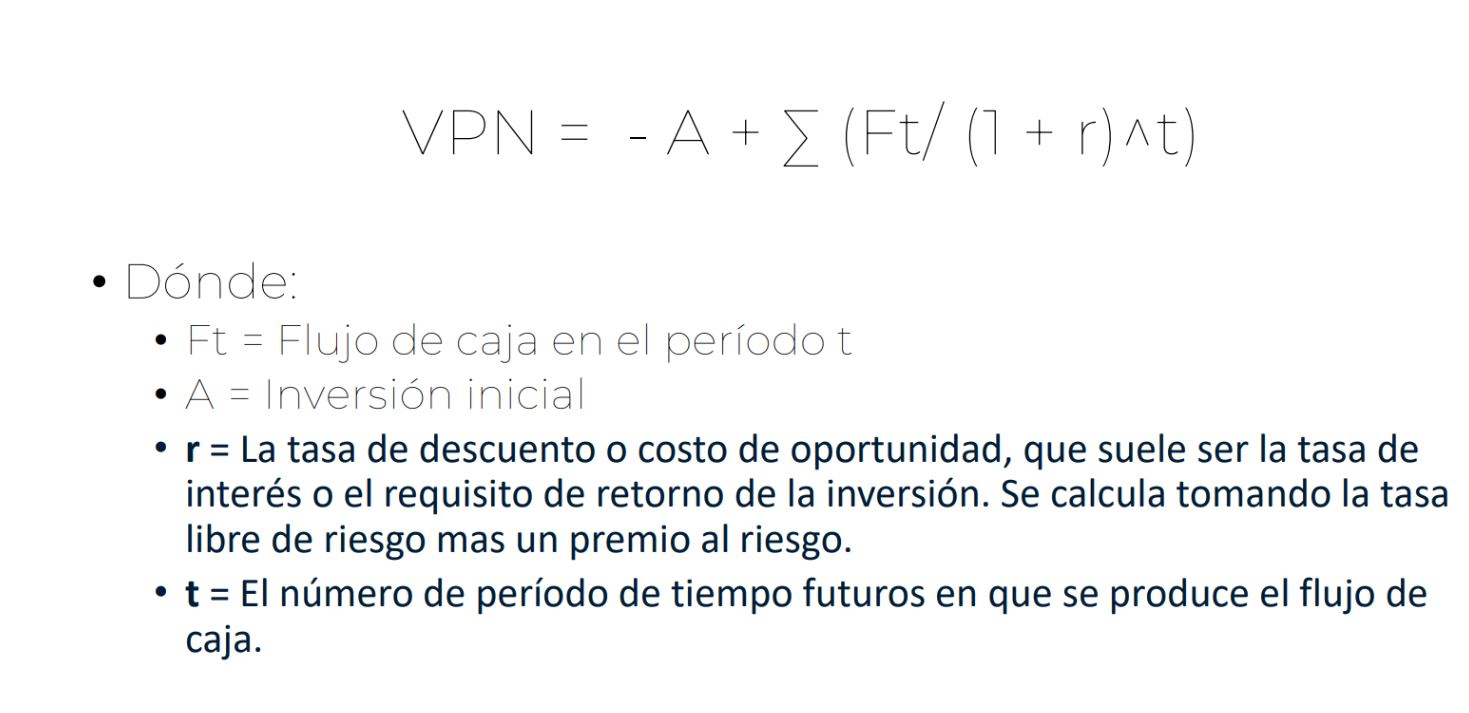 VPN = - A + ∑ (Ft/ (1 + r)^t)
• Dónde:
• Ft = Flujo de caja en el período t
• A = Inversión inicial
• r = La tasa de descuento o costo de oportunidad, que suele ser la tasa de
interés o el requisito de retorno de la inversión. Se calcula tomando la tasa
libre de riesgo mas un premio al riesgo.
• t = El número de período de tiempo futuros en que se produce el flujo de
caja.